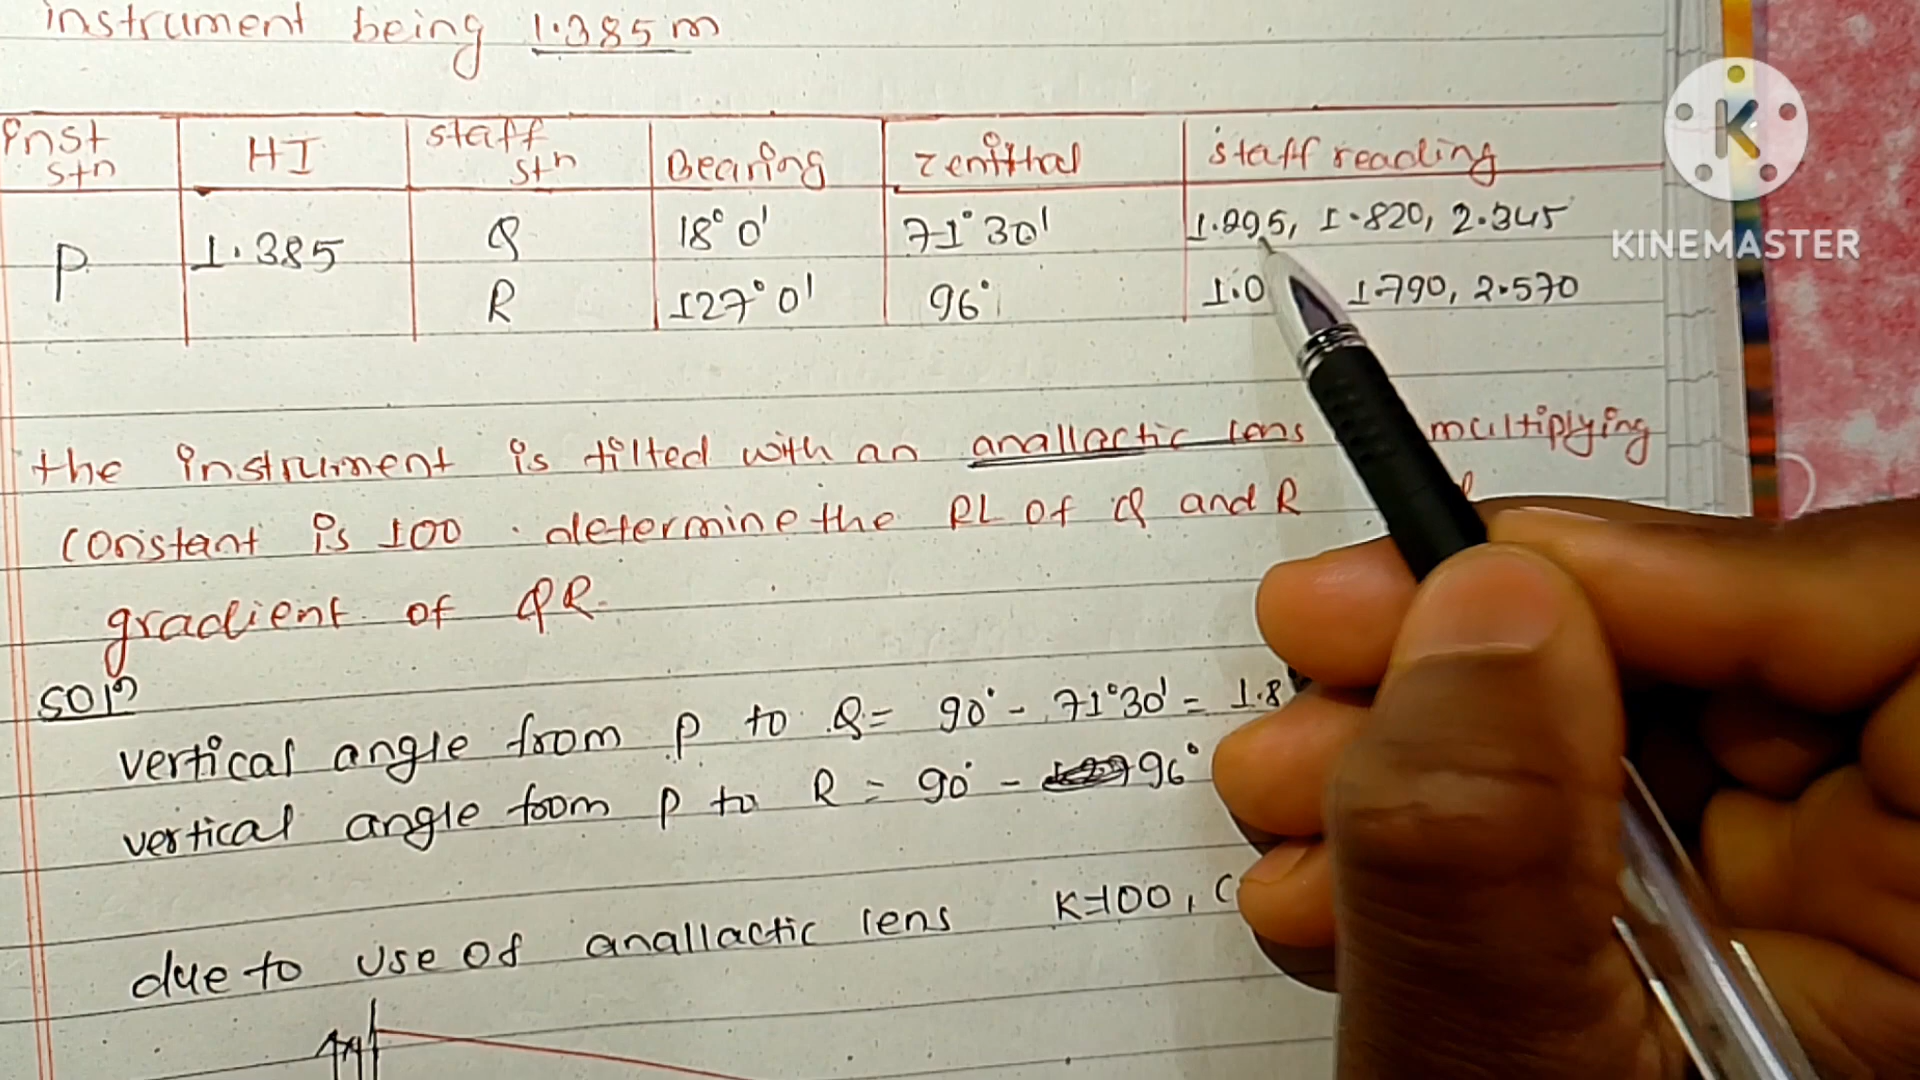 instrument being 1.385m
inst stn HI staff stn Bearing zenithal staff reading
P 1.385 Q 18°0' 71°30' 1.295, 1.820, 2.345
R 127°0' 96° 1.0 1.790, 2.570
the instrument is tilted with an anallactic lens multiplying
constant is 100. determine the RL of Q and R
gradient of QR.
soln
vertical angle from P to Q = 90° - 71°30' = 1.8
vertical angle from P to R = 90° - 96°
due to use of anallactic lens K=100, C
K
KINEMASTER